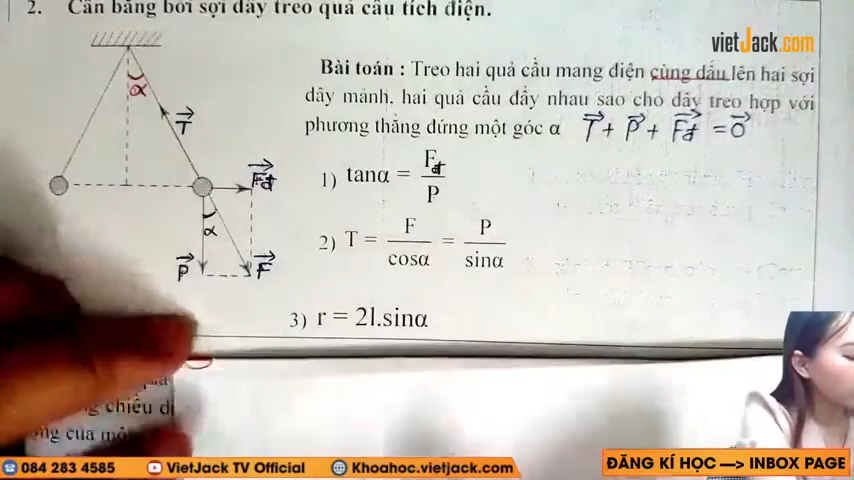 2. Cân bằng bởi sợi dây treo quả cầu tích điện.
vietJack.com
Bài toán : Treo hai quả cầu mang điện cùng dấu lên hai sợi
dây mảnh, hai quả cầu đẩy nhau sao cho dây treo hợp với
phương thẳng đứng một góc α T + P + Fđ = 0
α
T
Fđ
1) tanα = Fđ / P
α
2) T = F / cosα = P / sinα
P F
3) r = 2l.sinα
chiều
của
084 283 4585 VietJack TV Official Khoahoc.vietjack.com
ĐĂNG KÍ HỌC —> INBOX PAGE